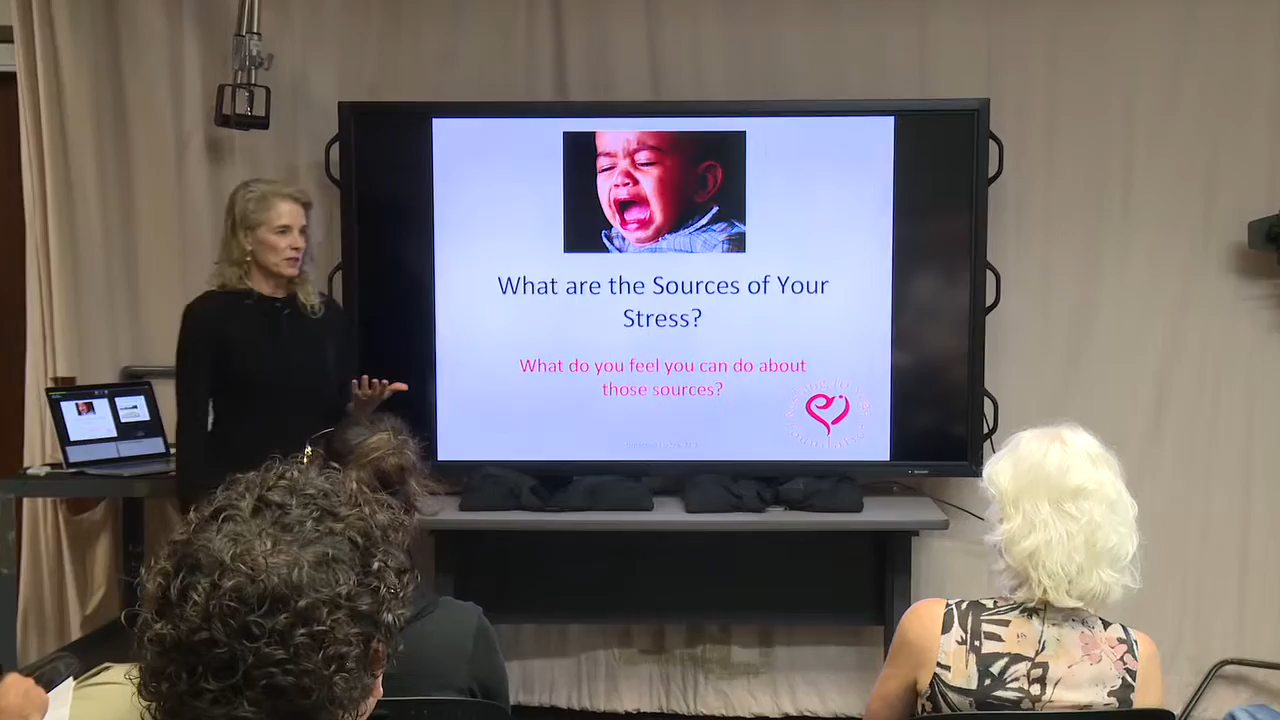 What are the Sources of Your
Stress?
What do you feel you can do about
those sources?